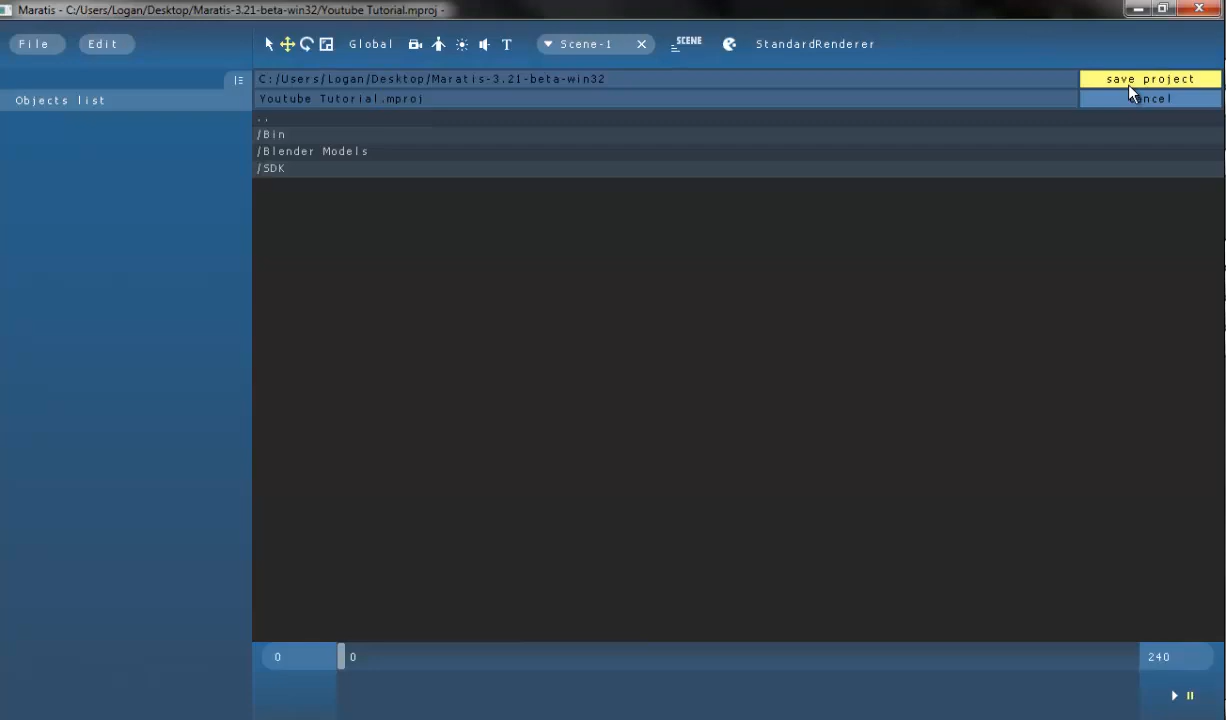 Maratis - C:/Users/Logan/Desktop/Maratis-3.21-beta-win32/Youtube Tutorial.mproj -
File Edit Global T Scene-1 SCENE StandardRenderer
C:/Users/Logan/Desktop/Maratis-3.21-beta-win32 save project
Objects list Youtube Tutorial.mproj cancel
..
/Bin
/Blender Models
/SDK
0 0 240